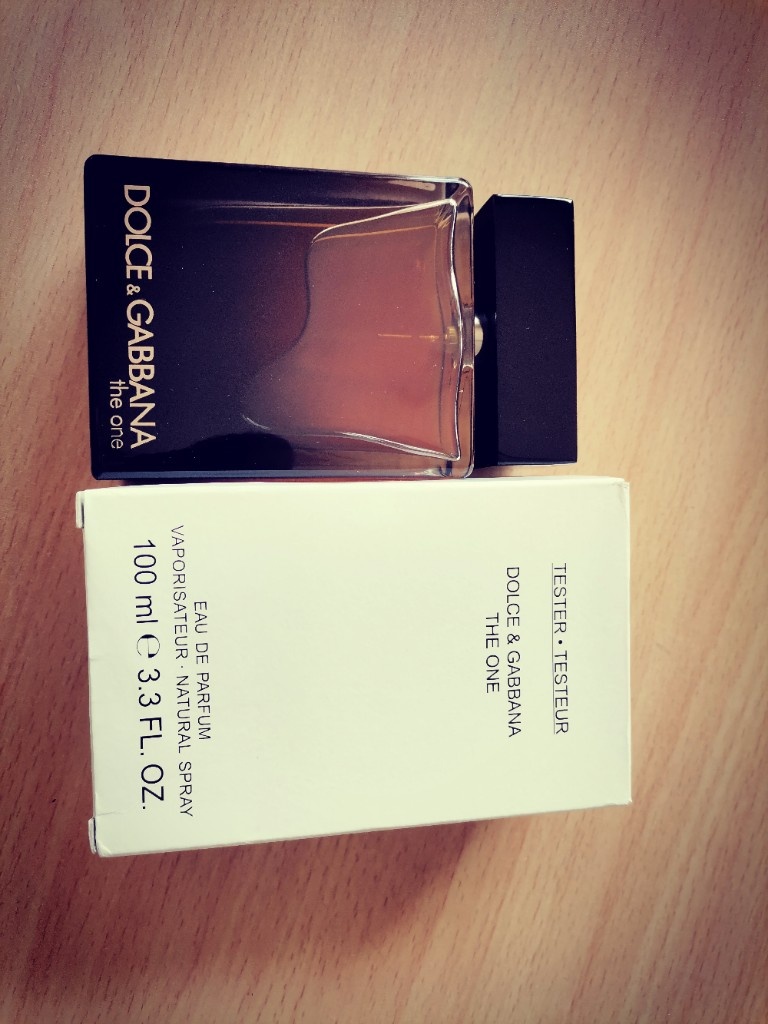 DOLCE & GABBANA
the one
TESTER • TESTEUR
DOLCE & GABBANA
THE ONE
EAU DE PARFUM
VAPORISATEUR · NATURAL SPRAY
100 ml ℮ 3.3 FL. OZ.